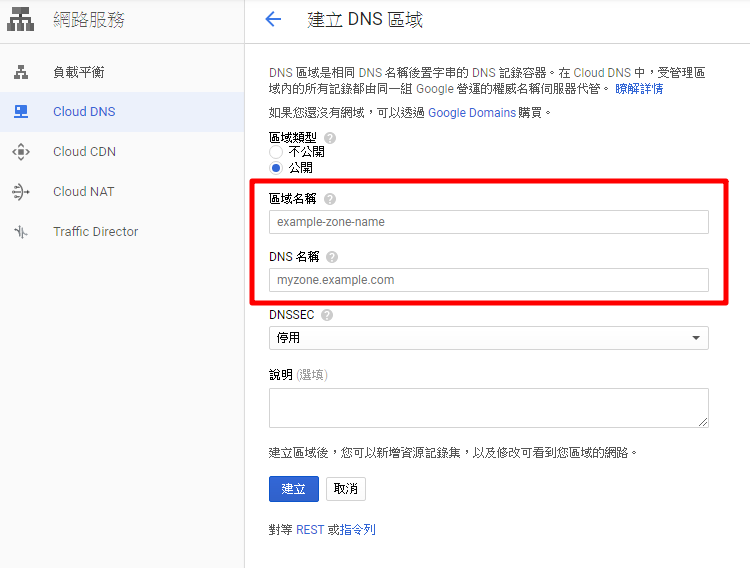 網路服務
負載平衡
Cloud DNS
Cloud CDN
Cloud NAT
Traffic Director
建立 DNS 區域
DNS 區域是相同 DNS 名稱後置字串的 DNS 記錄容器。在 Cloud DNS 中，受管理區
域內的所有記錄都由同一組 Google 營運的權威名稱伺服器代管。 瞭解詳情
如果您還沒有網域，可以透過 Google Domains 購買。
區域類型 ?
不公開
公開
區域名稱 ?
example-zone-name
DNS 名稱 ?
myzone.example.com
DNSSEC ?
停用
說明 (選填)
建立區域後，您可以新增資源記錄集，以及修改可看到您區域的網路。
建立 取消
對等 REST 或指令列